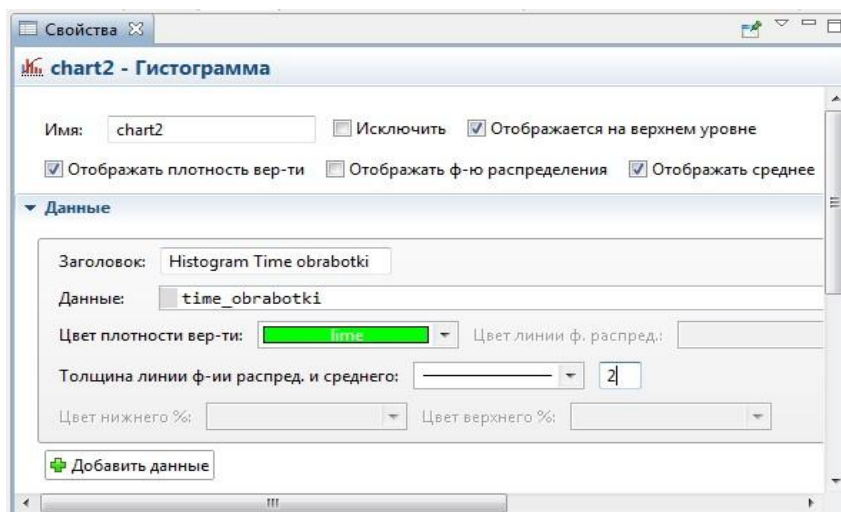 Свойства
chart2 - Гистограмма
Имя: chart2 Исключить Отображается на верхнем уровне
Отображать плотность вер-ти Отображать ф-ю распределения Отображать среднее
Данные
Заголовок: Histogram Time obrabotki
Данные: time_obrabotki
Цвет плотности вер-ти: lime Цвет линии ф. распред.:
Толщина линии ф-ии распред. и среднего: 2
Цвет нижнего %: Цвет верхнего %:
Добавить данные